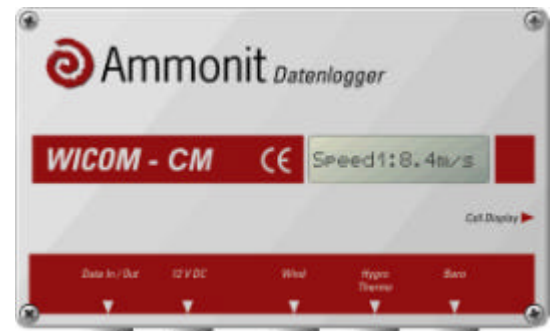 Ammonit Datenlogger
WICOM - CM CE Speed1:8.4m/s
Call Display
Data In / Out 12 V DC Wind Hygro Baro
Thermo